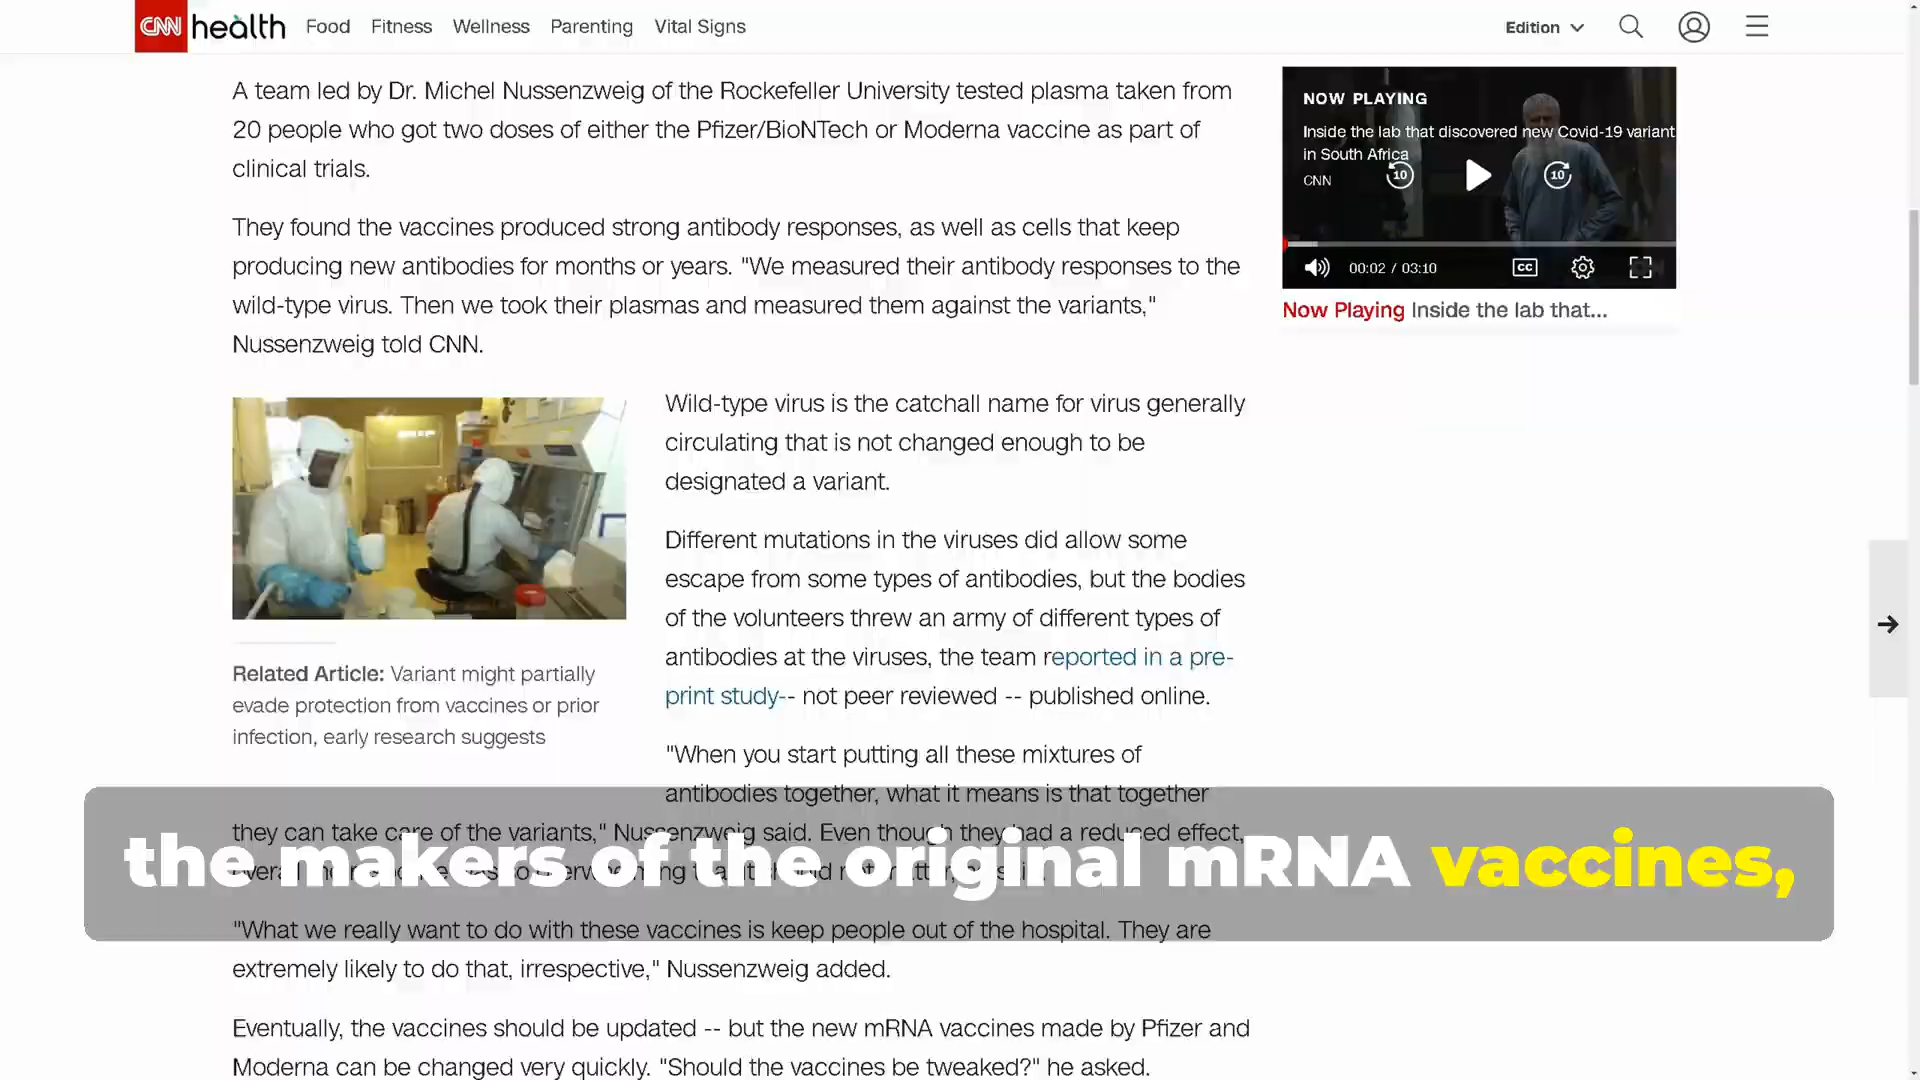 CNN health Food Fitness Wellness Parenting Vital Signs Edition
A team led by Dr. Michel Nussenzweig of the Rockefeller University tested plasma taken from
20 people who got two doses of either the Pfizer/BioNTech or Moderna vaccine as part of
clinical trials.
They found the vaccines produced strong antibody responses, as well as cells that keep
producing new antibodies for months or years. "We measured their antibody responses to the
wild-type virus. Then we took their plasmas and measured them against the variants,"
Nussenzweig told CNN.
NOW PLAYING
Inside the lab that discovered new Covid-19 variant
in South Africa
CNN
10
10
00:02 / 03:10
CC
Now Playing Inside the lab that...
Wild-type virus is the catchall name for virus generally
circulating that is not changed enough to be
designated a variant.
Different mutations in the viruses did allow some
escape from some types of antibodies, but the bodies
of the volunteers threw an army of different types of
antibodies at the viruses, the team reported in a pre-
print study-- not peer reviewed -- published online.
Related Article: Variant might partially
evade protection from vaccines or prior
infection, early research suggests
"When you start putting all these mixtures of
antibodies together, what it means is that together
they can take care of the variants," Nussenzweig said. Even though they had a reduced effect,
the makers of the original mRNA vaccines,
"What we really want to do with these vaccines is keep people out of the hospital. They are
extremely likely to do that, irrespective," Nussenzweig added.
Eventually, the vaccines should be updated -- but the new mRNA vaccines made by Pfizer and
Moderna can be changed very quickly. "Should the vaccines be tweaked?" he asked.